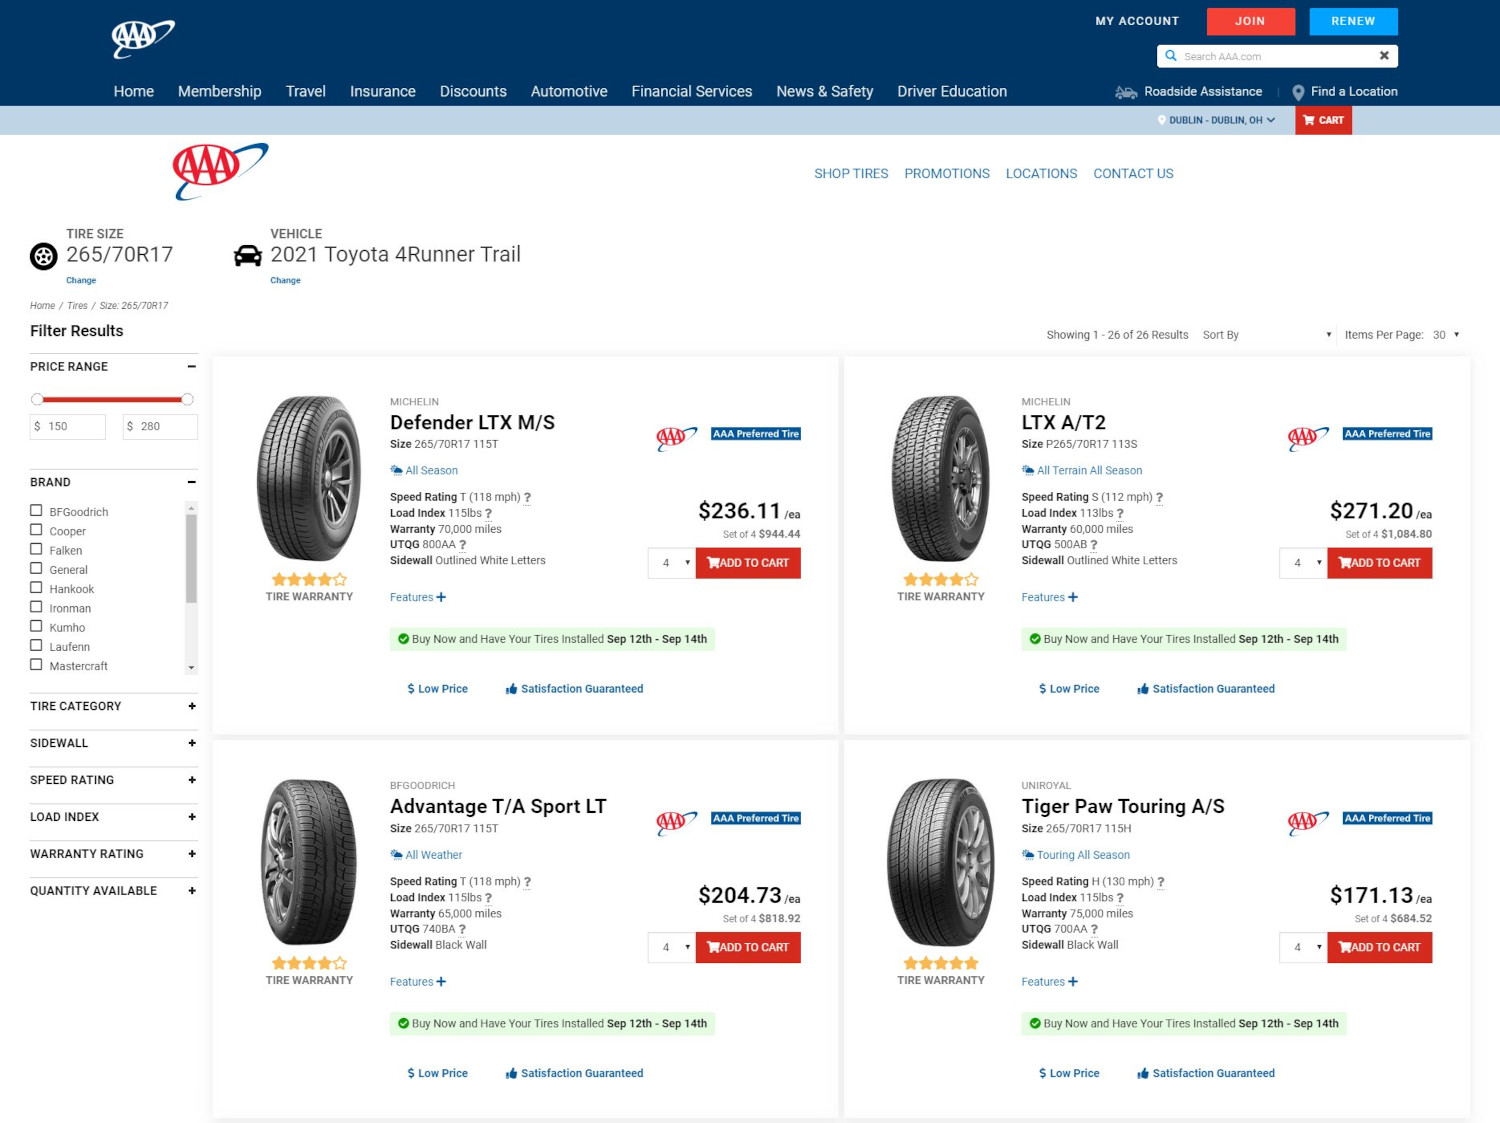 AAA
MY ACCOUNT
JOIN
RENEW
Search AAA.com
Home
Membership
Travel
Insurance
Discounts
Automotive
Financial Services
News & Safety
Driver Education
Roadside Assistance
Find a Location
DUBLIN - DUBLIN, OH
CART
AAA
SHOP TIRES
PROMOTIONS
LOCATIONS
CONTACT US
TIRE SIZE
265/70R17
Change
VEHICLE
2021 Toyota 4Runner Trail
Change
Home / Tires / Size: 265/70R17
Filter Results
Showing 1 - 26 of 26 Results
Sort By
Items Per Page: 30
PRICE RANGE
$ 150
$ 280
BRAND
BFGoodrich
Cooper
Falken
General
Hankook
Ironman
Kumho
Laufenn
Mastercraft
TIRE CATEGORY
SIDEWALL
SPEED RATING
LOAD INDEX
WARRANTY RATING
QUANTITY AVAILABLE
MICHELIN
Defender LTX M/S
Size 265/70R17 115T
AAA
AAA Preferred Tire
All Season
Speed Rating T (118 mph) ?
Load Index 115lbs ?
Warranty 70,000 miles
UTQG 800AA ?
Sidewall Outlined White Letters
$236.11 /ea
Set of 4 $944.44
4
ADD TO CART
TIRE WARRANTY
Features +
Buy Now and Have Your Tires Installed Sep 12th - Sep 14th
$ Low Price
Satisfaction Guaranteed
MICHELIN
LTX A/T2
Size P265/70R17 113S
AAA
AAA Preferred Tire
All Terrain All Season
Speed Rating S (112 mph) ?
Load Index 113lbs ?
Warranty 60,000 miles
UTQG 500AB ?
Sidewall Outlined White Letters
$271.20 /ea
Set of 4 $1,084.80
4
ADD TO CART
TIRE WARRANTY
Features +
Buy Now and Have Your Tires Installed Sep 12th - Sep 14th
$ Low Price
Satisfaction Guaranteed
BFGOODRICH
Advantage T/A Sport LT
Size 265/70R17 115T
AAA
AAA Preferred Tire
All Weather
Speed Rating T (118 mph) ?
Load Index 115lbs ?
Warranty 65,000 miles
UTQG 740BA ?
Sidewall Black Wall
$204.73 /ea
Set of 4 $818.92
4
ADD TO CART
TIRE WARRANTY
Features +
Buy Now and Have Your Tires Installed Sep 12th - Sep 14th
$ Low Price
Satisfaction Guaranteed
UNIROYAL
Tiger Paw Touring A/S
Size 265/70R17 115H
AAA
AAA Preferred Tire
Touring All Season
Speed Rating H (130 mph) ?
Load Index 115lbs ?
Warranty 75,000 miles
UTQG 700AA ?
Sidewall Black Wall
$171.13 /ea
Set of 4 $684.52
4
ADD TO CART
TIRE WARRANTY
Features +
Buy Now and Have Your Tires Installed Sep 12th - Sep 14th
$ Low Price
Satisfaction Guaranteed